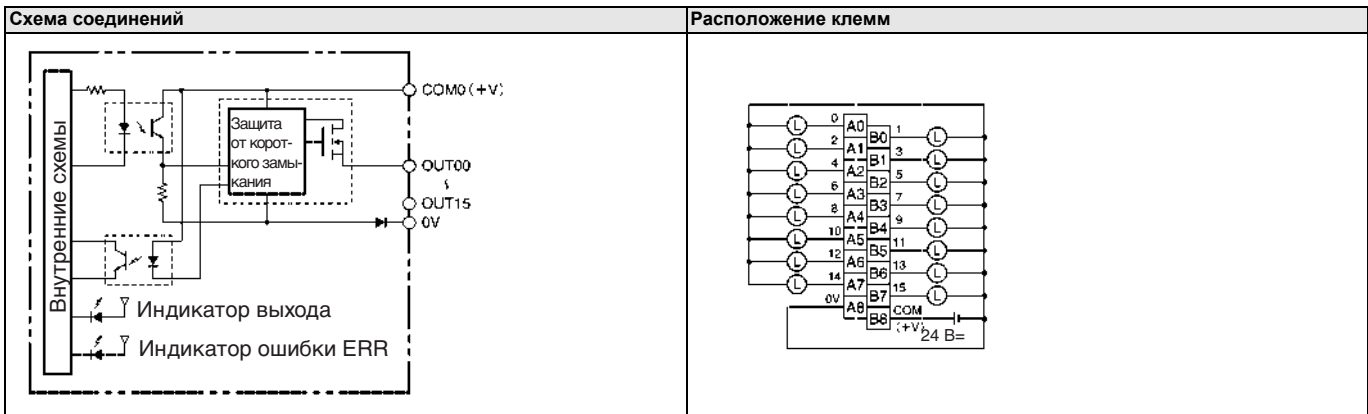 Схема соединений
Расположение клемм
Внутренние схемы
Защита
от корот-
кого замы-
кания
COM0 (+V)
OUT00
OUT15
0V
Индикатор выхода
Индикатор ошибки ERR
L 0 A0 B0 1 L
L 2 A1 B1 3 L
L 4 A2 B2 5 L
L 6 A3 B3 7 L
L 8 A4 B4 9 L
L 10 A5 B5 11 L
L 12 A6 B6 13 L
L 14 A7 B7 15 L
0V A8 B8 COM
(+V)
24 В=